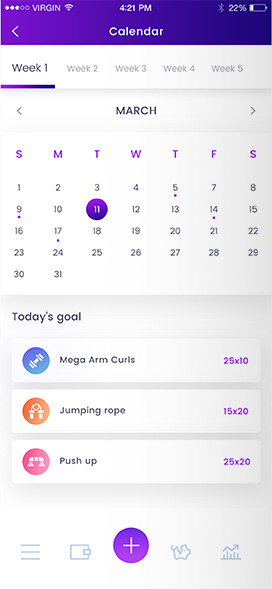 VIRGIN 4:21 PM 22%
Calendar
Week 1 Week 2 Week 3 Week 4 Week 5
MARCH
S M T W T F S
1 2 3 4 5 6 7
9 10 11 12 13 14 15
16 17 18 19 20 21 22
23 24 25 26 27 28 29
30 31
Today's goal
Mega Arm Curls 25x10
Jumping rope 15x20
Push up 25x20